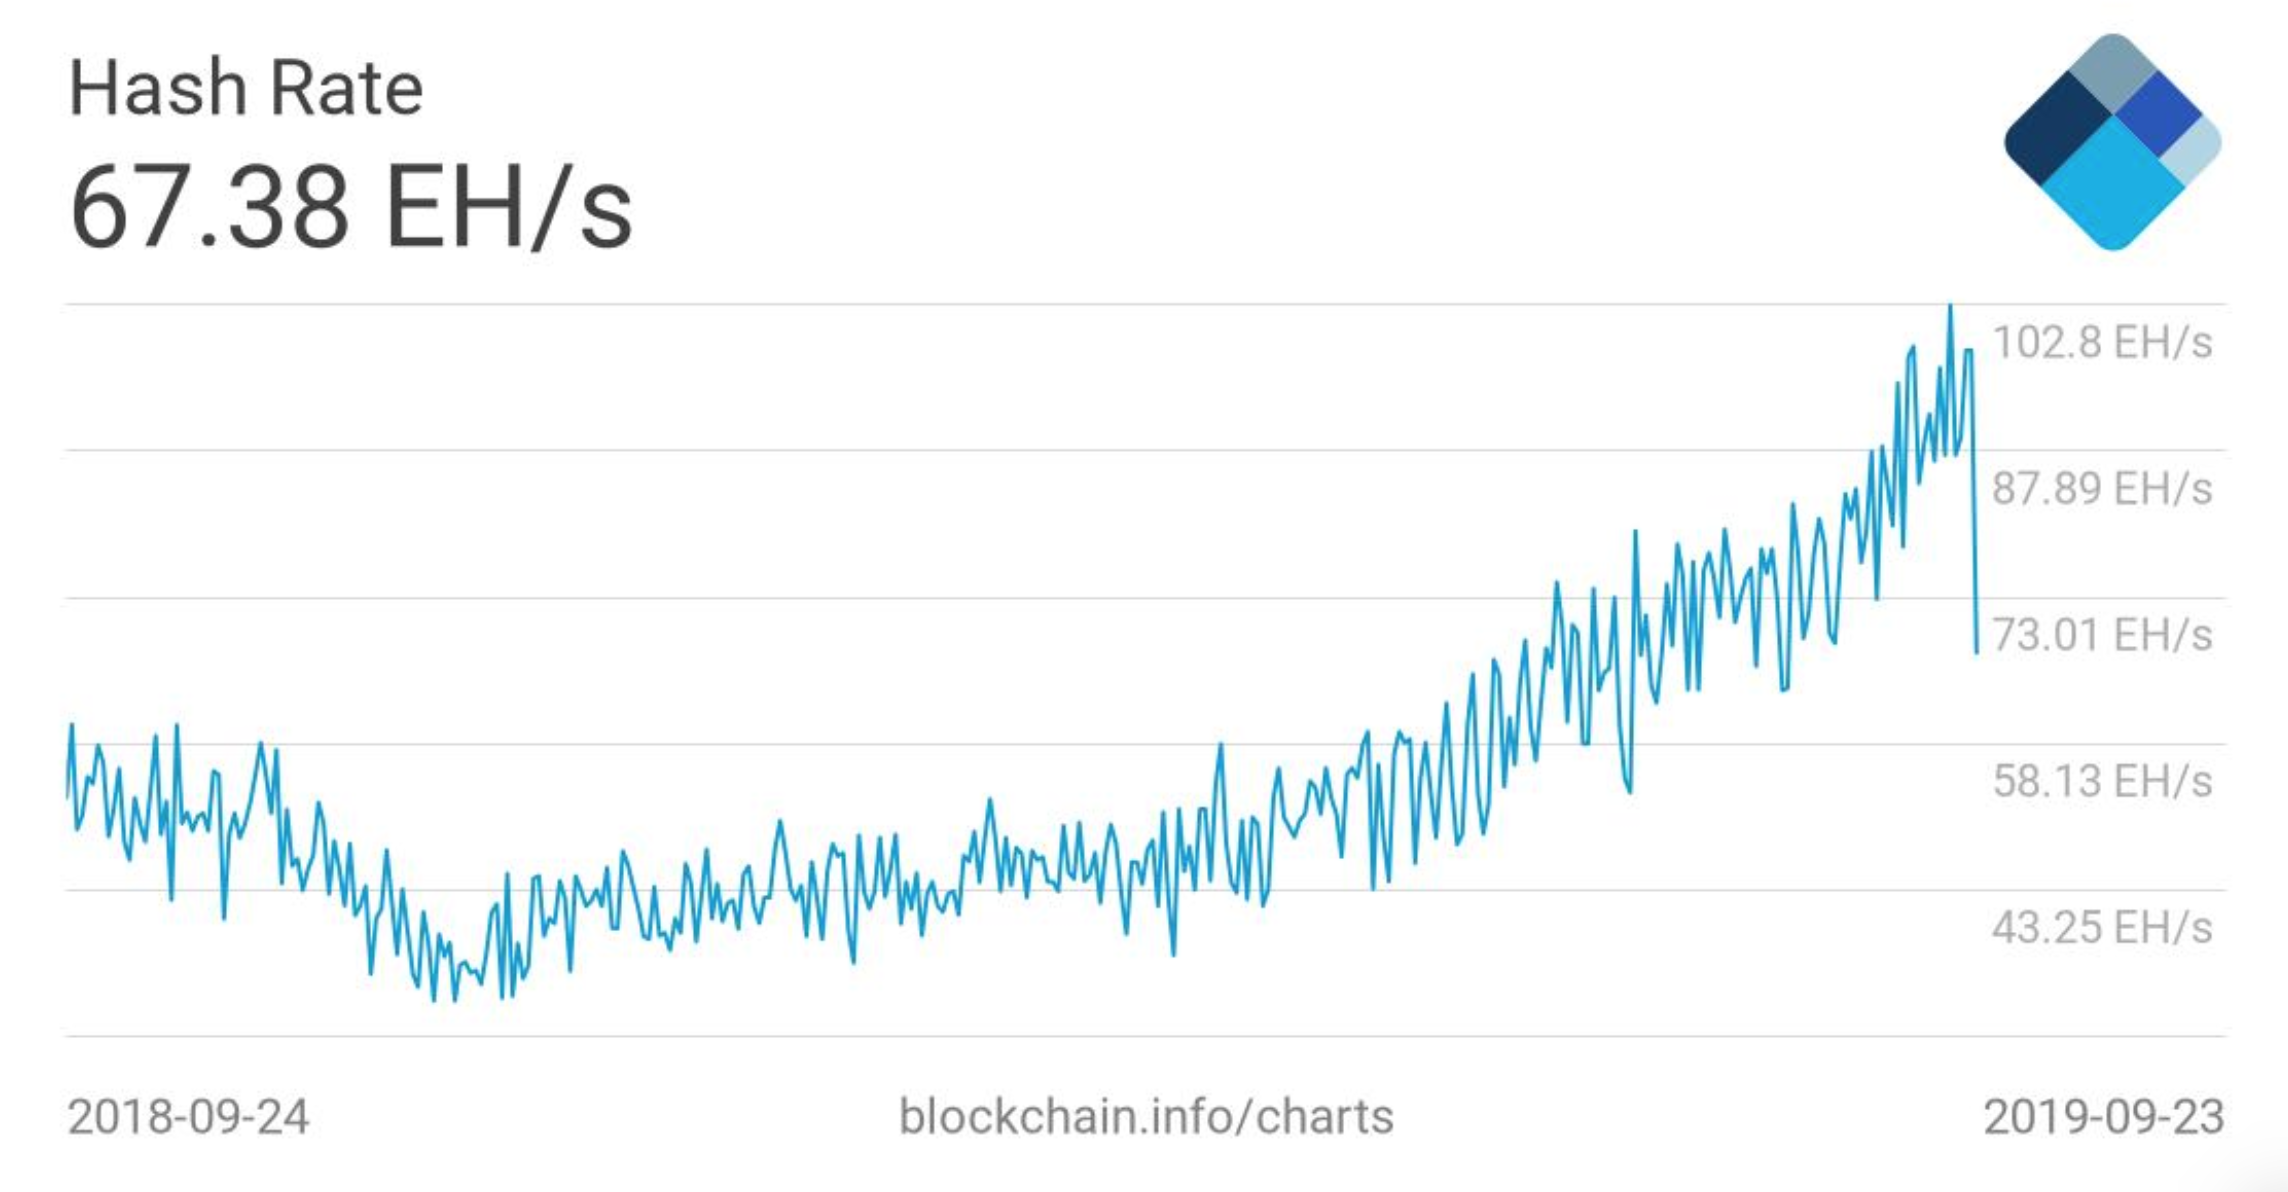 Hash Rate
67.38 EH/s
102.8 EH/s
87.89 EH/s
73.01 EH/s
58.13 EH/s
43.25 EH/s
2018-09-24 blockchain.info/charts 2019-09-23